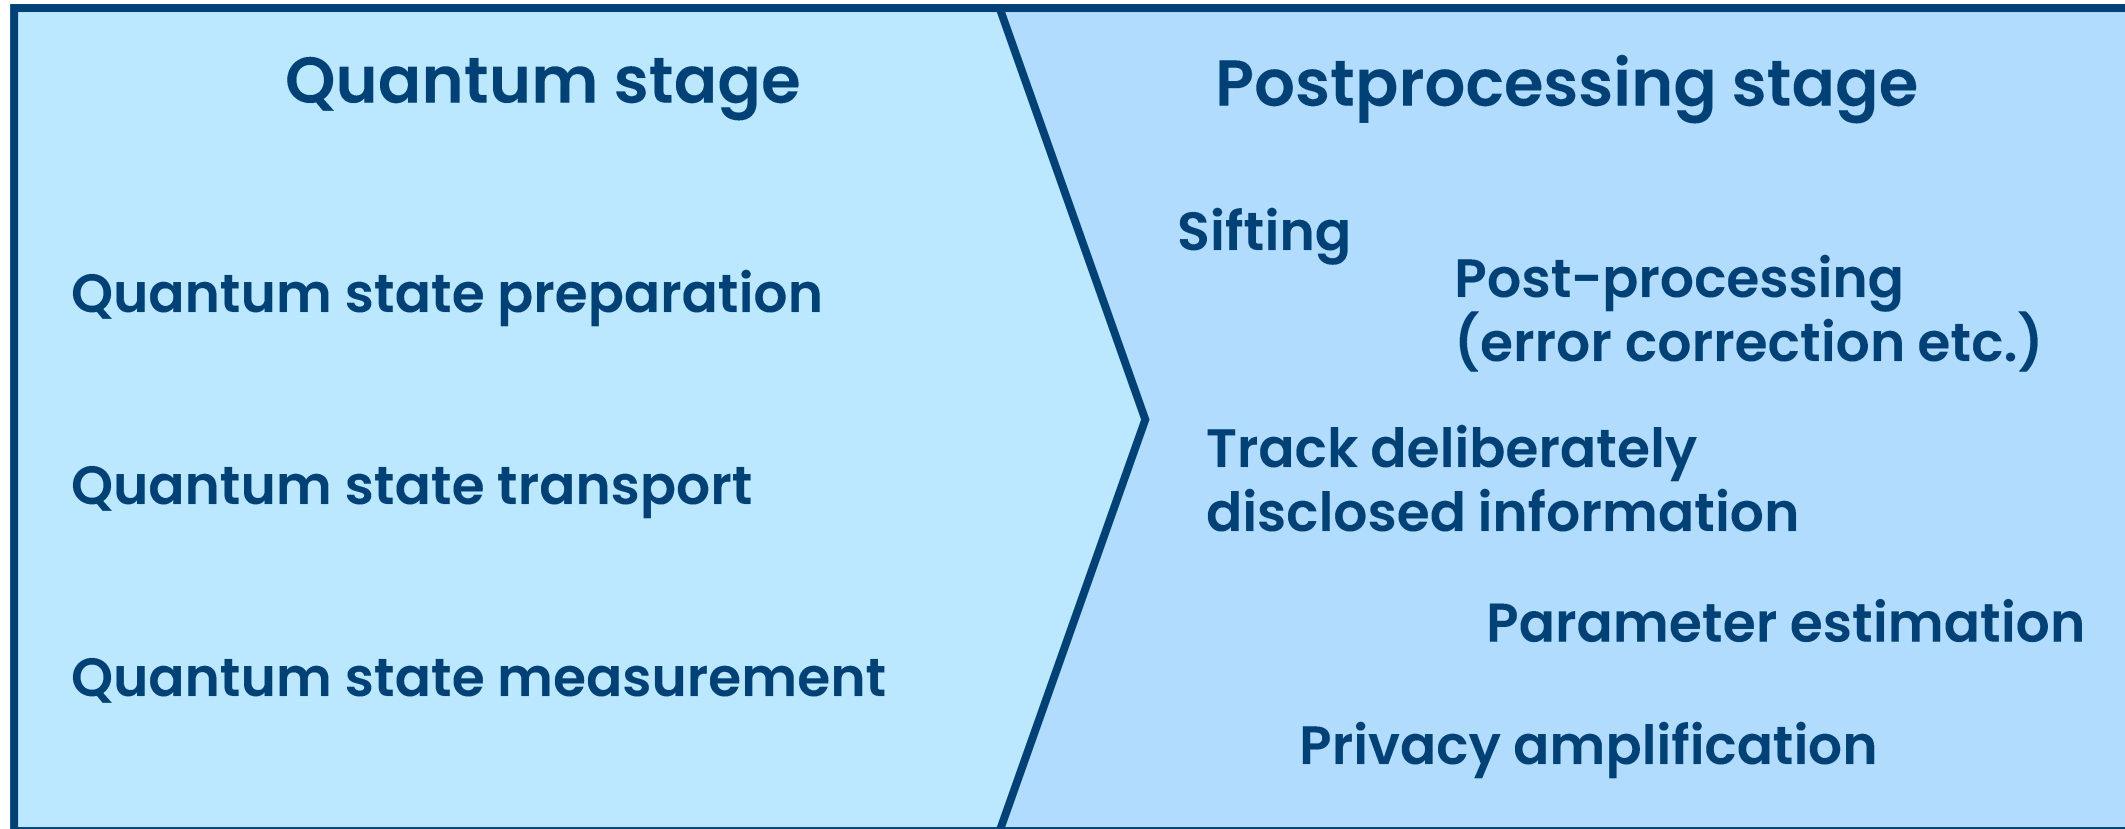 Quantum stage
Quantum state preparation
Quantum state transport
Quantum state measurement
Postprocessing stage
Sifting
Post-processing
(error correction etc.)
Track deliberately
disclosed information
Parameter estimation
Privacy amplification